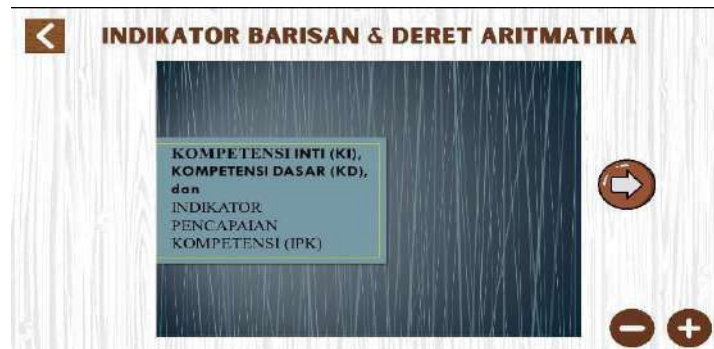 INDIKATOR BARISAN & DERET ARITMATIKA
KOMPETENSI INTI (KI),
KOMPETENSI DASAR (KD),
dan
INDIKATOR
PENCAPAIAN
KOMPETENSI (IPK)